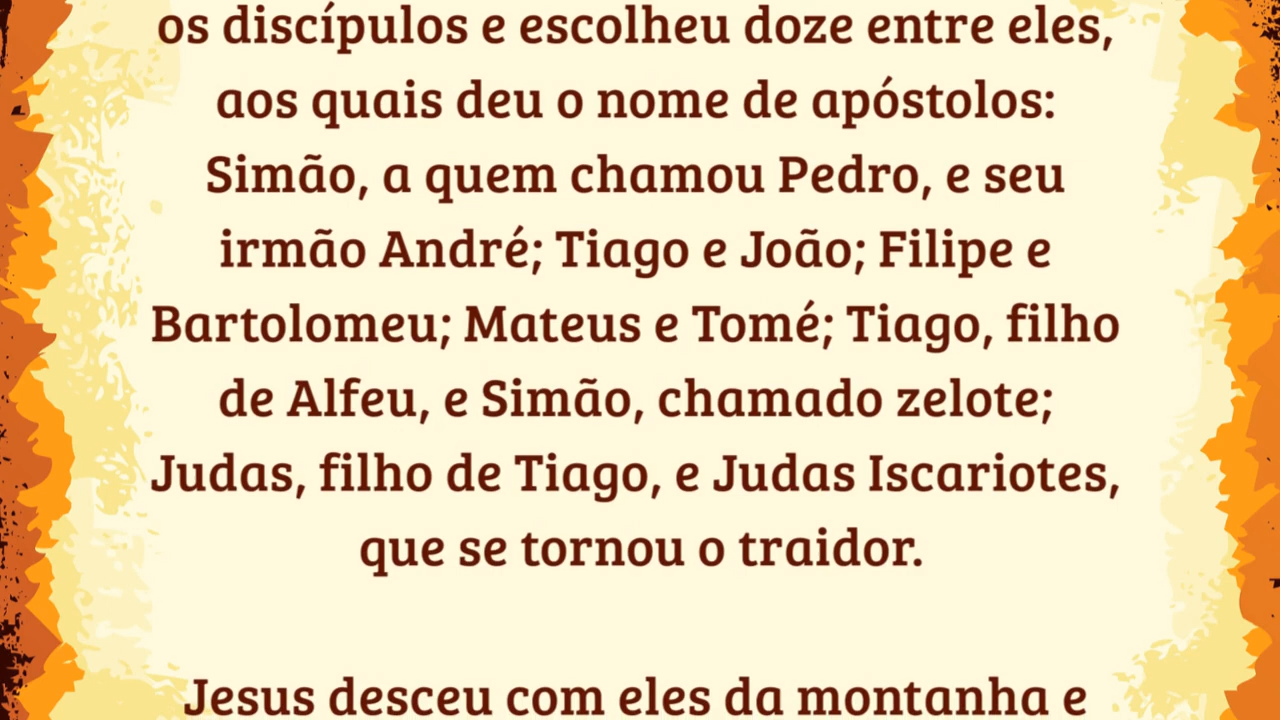 os discípulos e escolheu doze entre eles,
aos quais deu o nome de apóstolos:
Simão, a quem chamou Pedro, e seu
irmão André; Tiago e João; Filipe e
Bartolomeu; Mateus e Tomé; Tiago, filho
de Alfeu, e Simão, chamado zelote;
Judas, filho de Tiago, e Judas Iscariotes,
que se tornou o traidor.
Jesus desceu com eles da montanha e